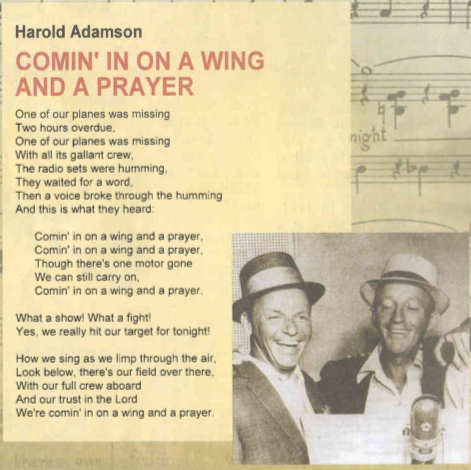 Harold Adamson
COMIN' IN ON A WING
AND A PRAYER
One of our planes was missing
Two hours overdue,
One of our planes was missing
With all its gallant crew,
The radio sets were humming,
They waited for a word,
Then a voice broke through the humming
And this is what they heard:
Comin' in on a wing and a prayer,
Comin' in on a wing and a prayer,
Though there's one motor gone
We can still carry on,
Comin' in on a wing and a prayer.
What a show! What a fight!
Yes, we really hit our target for tonight!
How we sing as we limp through the air,
Look below, there's our field over there,
With our full crew aboard
And our trust in the Lord
We're comin' in on a wing and a prayer.
night